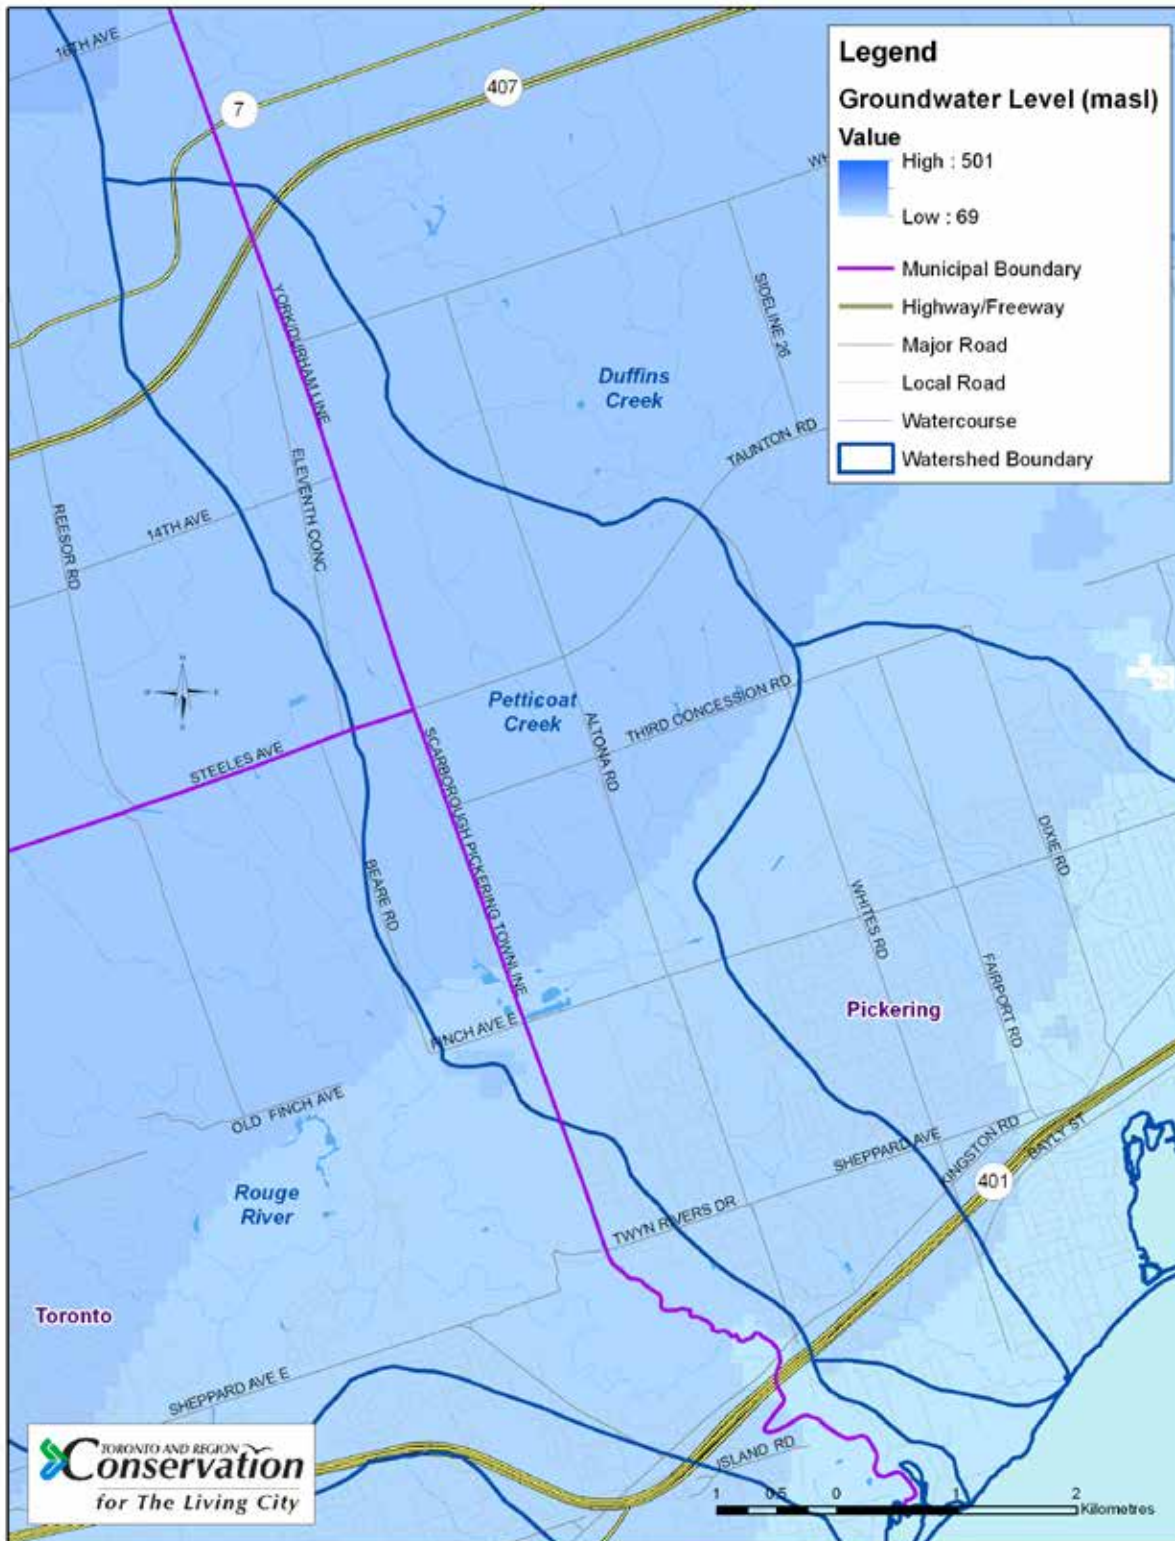 16TH AVE
7
407
Legend
Groundwater Level (masl)
Value
High : 501
Low : 69
Municipal Boundary
Highway/Freeway
Major Road
Local Road
Watercourse
Watershed Boundary
YORK/DURHAM LINE
SIDELINE 26
Duffins
Creek
TAUNTON RD
ELEVENTH CONC
14TH AVE
REESOR RD
Petticoat
Creek
THIRD CONCESSION RD
ALTONA RD
STEELES AVE
SCARBOROUGH PICKERING TOWNLINE
BEARE RD
DIXIE RD
WHITES RD
FAIRPORT RD
Pickering
FINCH AVE E
OLD FINCH AVE
SHEPPARD AVE
KINGSTON RD
BAYLY ST
401
Rouge
River
TWYN RIVERS DR
Toronto
SHEPPARD AVE E
ISLAND RD
TORONTO AND REGION
Conservation
for The Living City
1 0.5 0 1 2
Kilometres